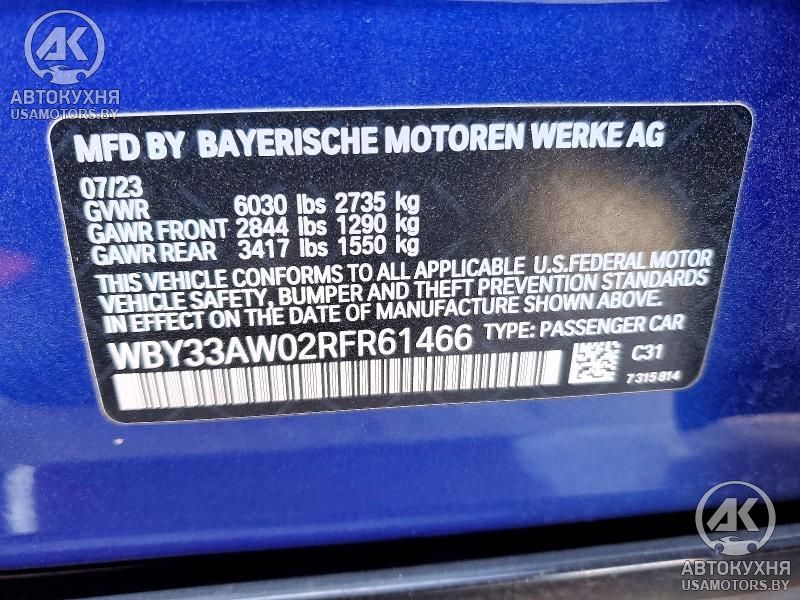 AK
АВТОКУХНЯ
USAMOTORS.BY
MFD BY BAYERISCHE MOTOREN WERKE AG
07/23
GVWR 6030 lbs 2735 kg
GAWR FRONT 2844 lbs 1290 kg
GAWR REAR 3417 lbs 1550 kg
THIS VEHICLE CONFORMS TO ALL APPLICABLE U.S.FEDERAL MOTOR
VEHICLE SAFETY, BUMPER AND THEFT PREVENTION STANDARDS
IN EFFECT ON THE DATE OF MANUFACTURE SHOWN ABOVE.
WBY33AW02RFR61466 TYPE: PASSENGER CAR
C31
7315814
AK
АВТОКУХНЯ
USAMOTORS.BY